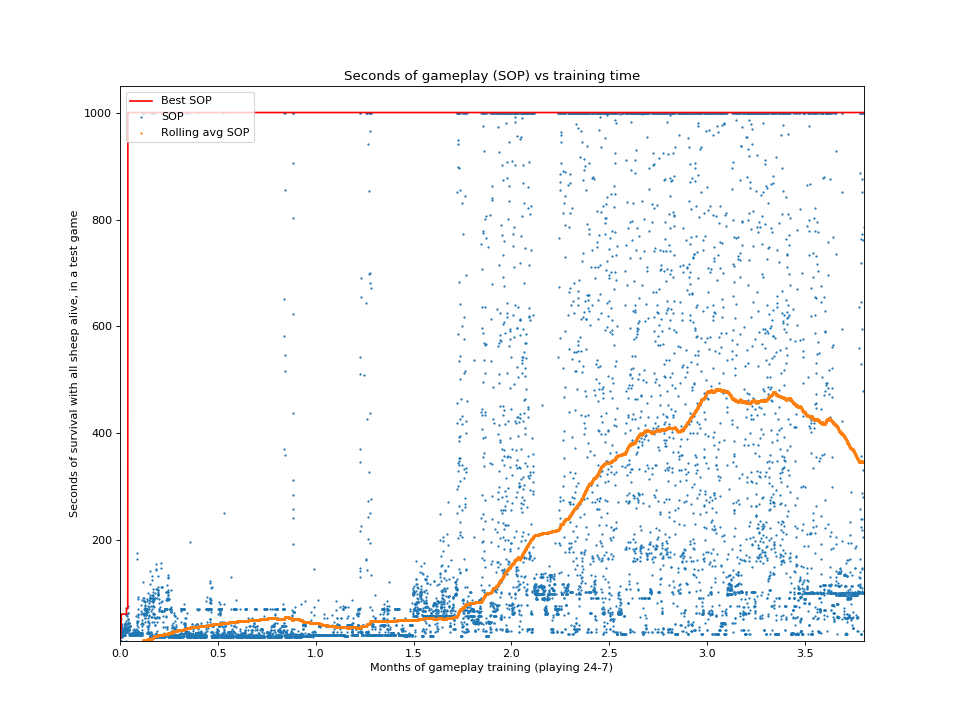 Seconds of gameplay (SOP) vs training time
Best SOP
SOP
Rolling avg SOP
1000
800
600
400
200
Seconds of survival with all sheep alive, in a test game
0.0 0.5 1.0 1.5 2.0 2.5 3.0 3.5
Months of gameplay training (playing 24-7)